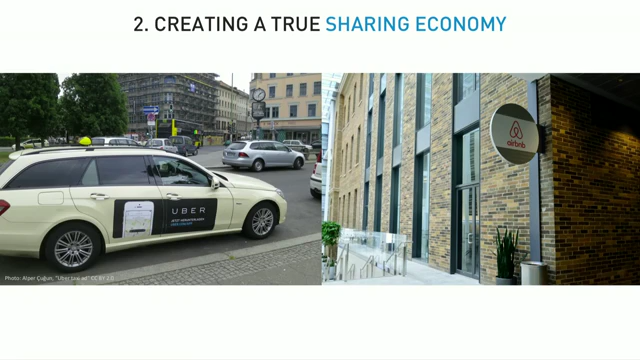 2. CREATING A TRUE SHARING ECONOMY
UBER
airbnb
Photo: Alper Çuğun, "Uber taxi ad" CC BY 2.0